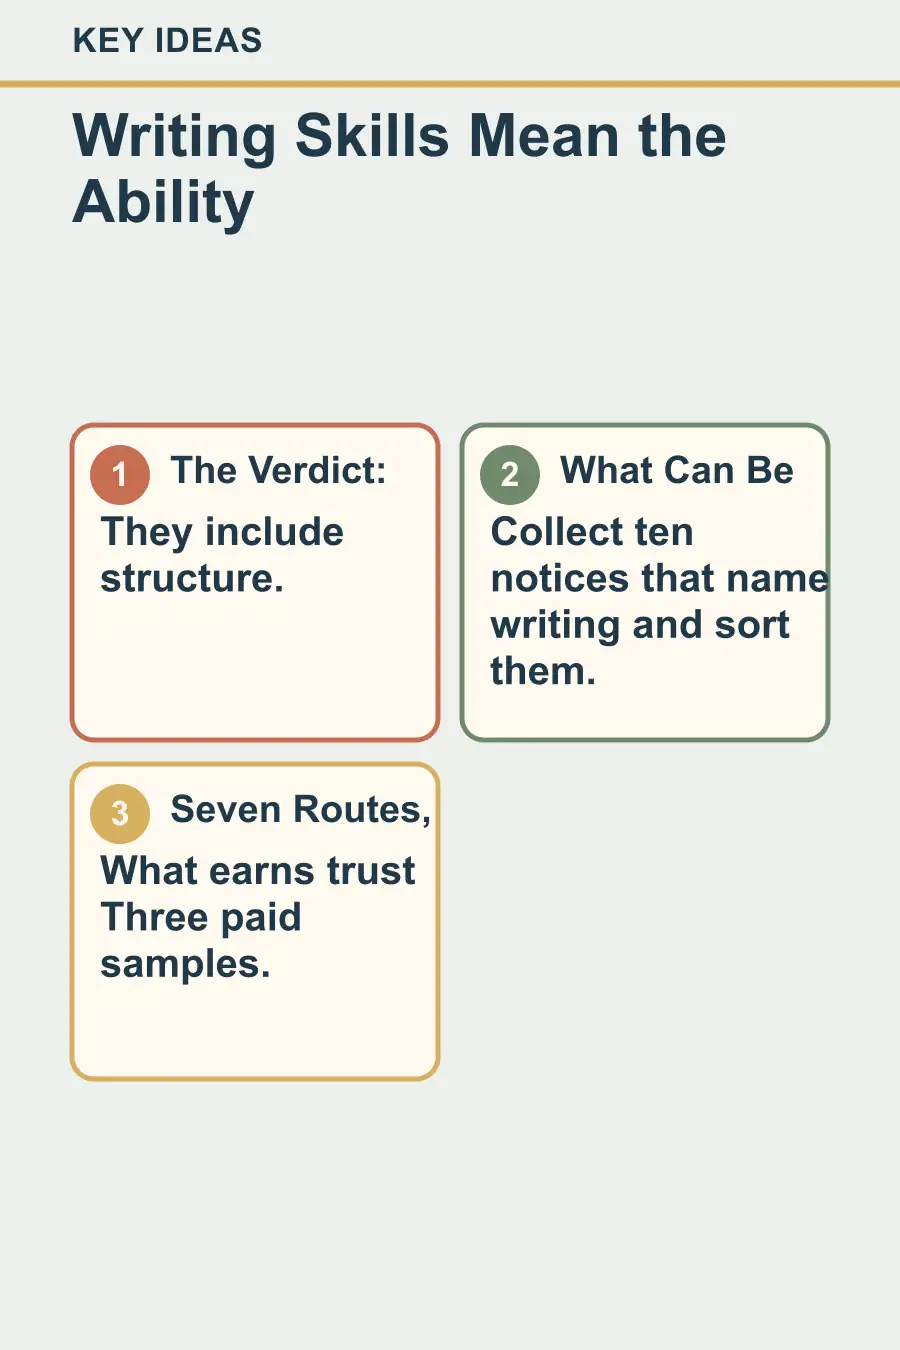 KEY IDEAS
Writing Skills Mean the
Ability
1 The Verdict:
They include
structure.
2 What Can Be
Collect ten
notices that name
writing and sort
them.
3 Seven Routes,
What earns trust
Three paid
samples.